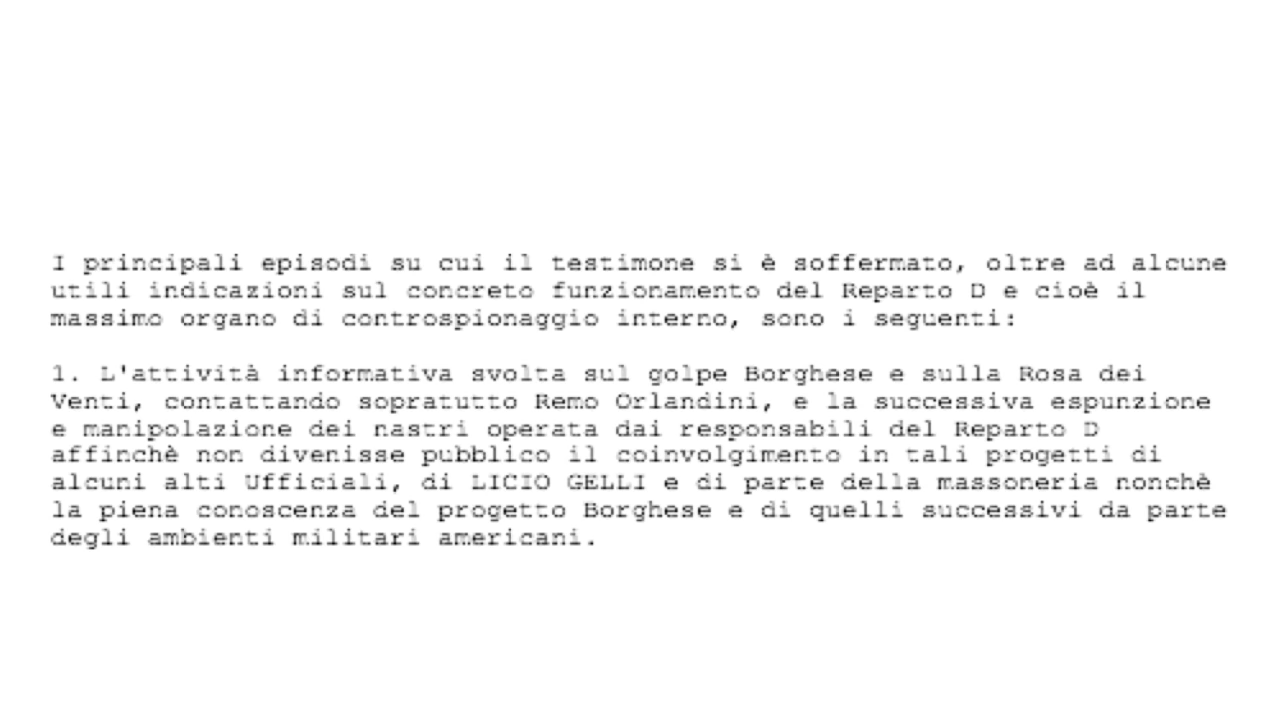 I principali episodi su cui il testimone si è soffermato, oltre ad alcune
utili indicazioni sul concreto funzionamento del Reparto D e cioè il
massimo organo di controspionaggio interno, sono i seguenti:
1. L'attività informativa svolta sul golpe Borghese e sulla Rosa dei
Venti, contattando sopratutto Remo Orlandini, e la successiva espunzione
e manipolazione dei nastri operata dai responsabili del Reparto D
affinchè non divenisse pubblico il coinvolgimento in tali progetti di
alcuni alti Ufficiali, di LICIO GELLI e di parte della massoneria nonchè
la piena conoscenza del progetto Borghese e di quelli successivi da parte
degli ambienti militari americani.